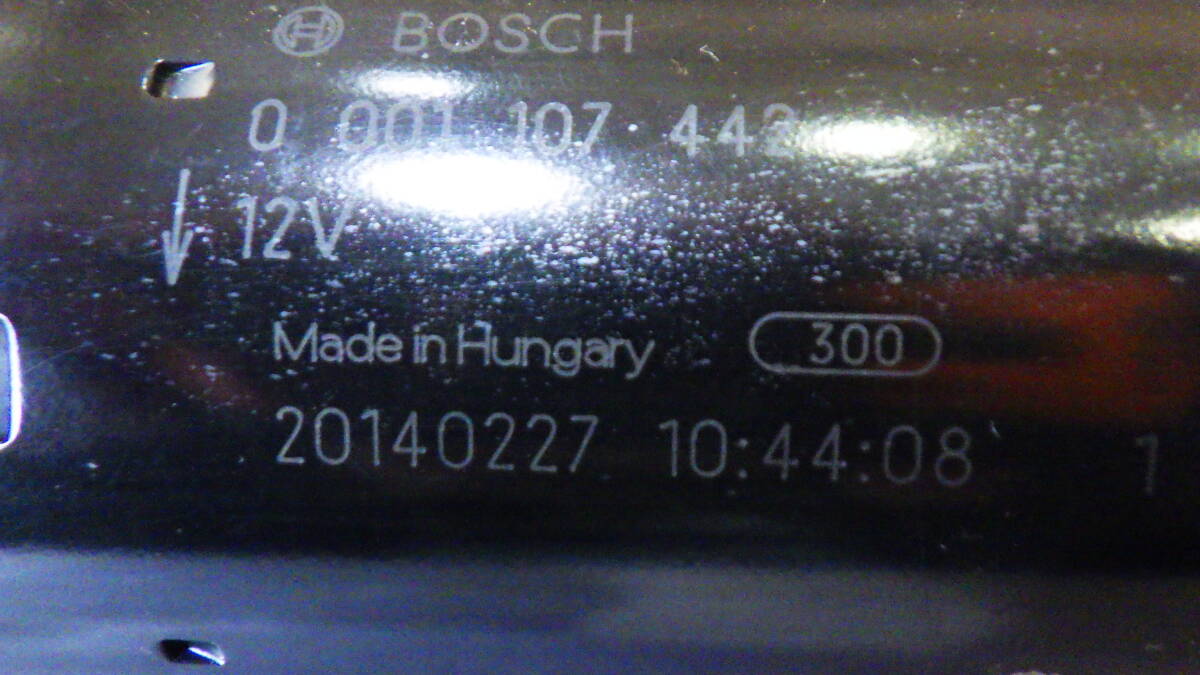 BOSCH
0 001 107 442
12V
Made in Hungary 300
20140227 10:44:08 1